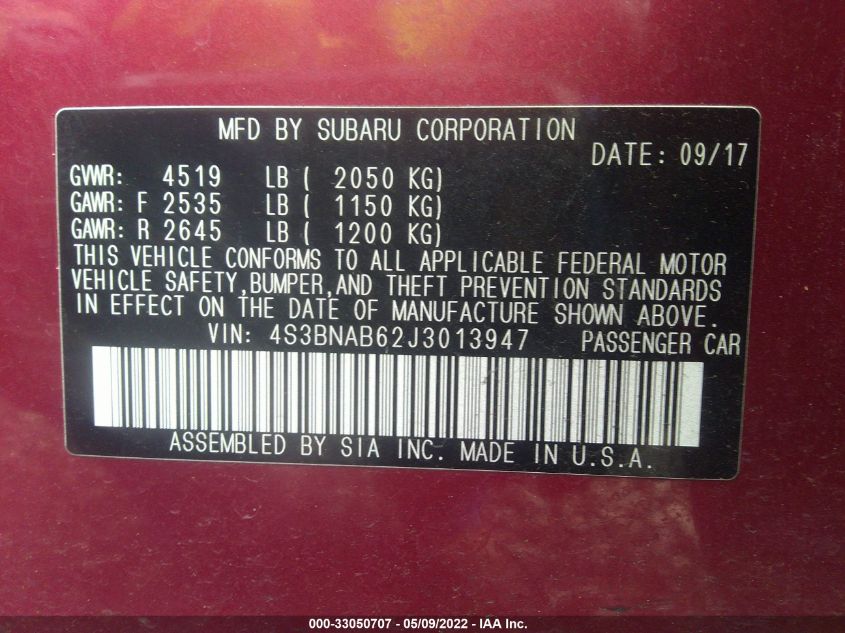 MFD BY SUBARU CORPORATION
DATE: 09/17
GVWR: 4519 LB ( 2050 KG)
GAWR: F 2535 LB ( 1150 KG)
GAWR: R 2645 LB ( 1200 KG)
THIS VEHICLE CONFORMS TO ALL APPLICABLE FEDERAL MOTOR
VEHICLE SAFETY,BUMPER,AND THEFT PREVENTION STANDARDS
IN EFFECT ON THE DATE OF MANUFACTURE SHOWN ABOVE.
VIN: 4S3BNAB62J3013947 PASSENGER CAR
ASSEMBLED BY SIA INC. MADE IN U.S.A.
000-33050707 - 05/09/2022 - IAA Inc.